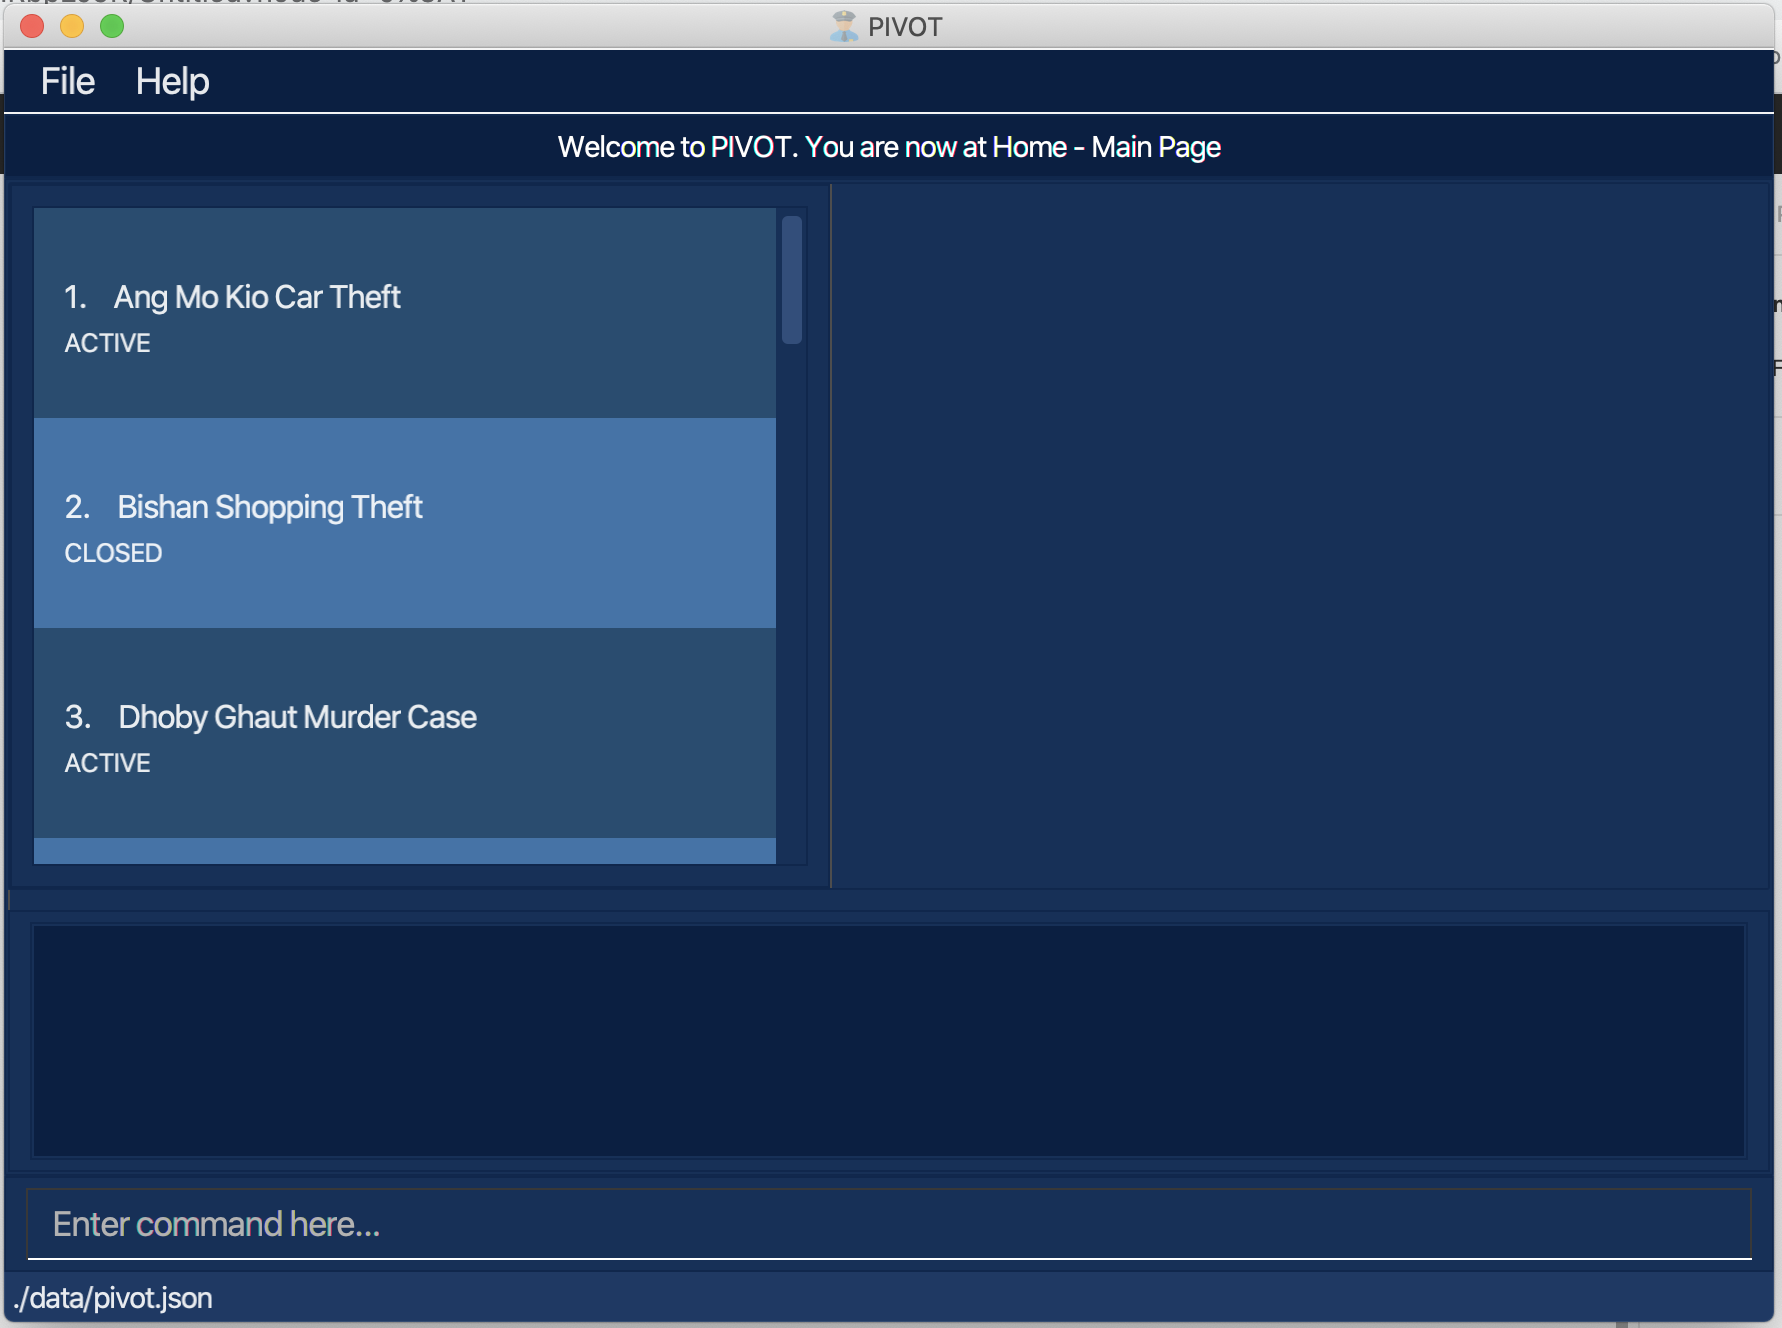 PIVOT
File Help
Welcome to PIVOT. You are now at Home - Main Page
1. Ang Mo Kio Car Theft
ACTIVE
2. Bishan Shopping Theft
CLOSED
3. Dhoby Ghaut Murder Case
ACTIVE
Enter command here...
./data/pivot.json